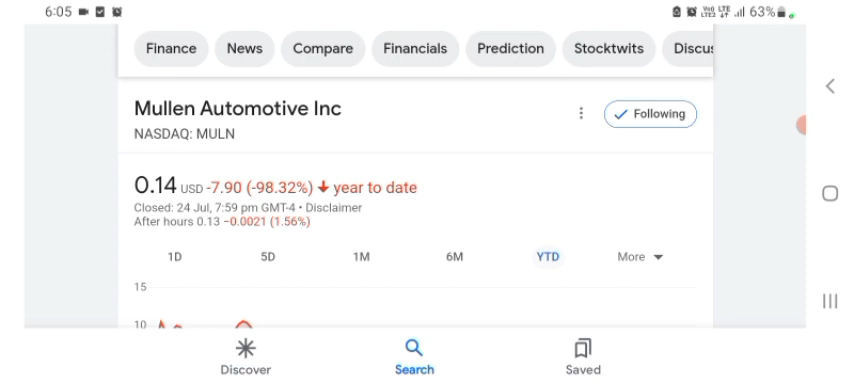 6:05 63%
Finance News Compare Financials Prediction Stocktwits Discus
Mullen Automotive Inc
Following
NASDAQ: MULN
0.14 USD -7.90 (-98.32%) year to date
Closed: 24 Jul, 7:59 pm GMT-4 • Disclaimer
After hours 0.13 −0.0021 (1.56%)
1D 5D 1M 6M YTD More
15
10
Discover Search Saved